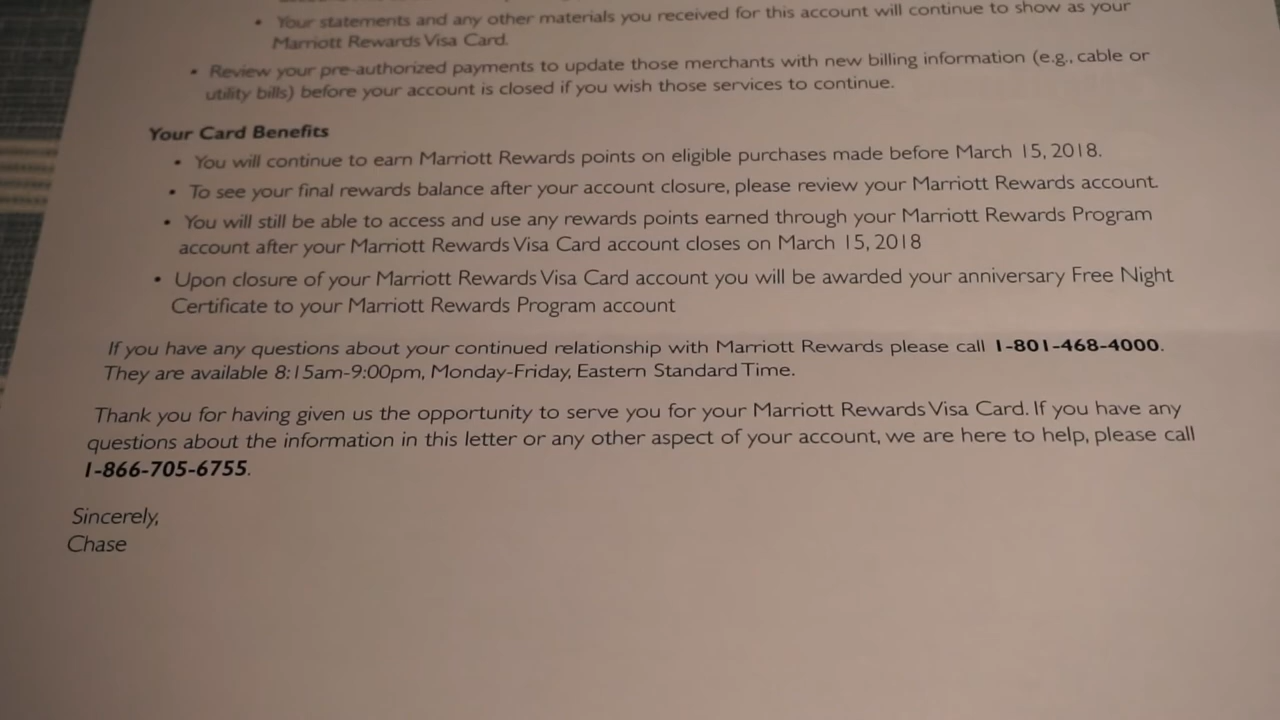 • Your statements and any other materials you received for this account will continue to show as your
Marriott Rewards Visa Card.
• Review your pre-authorized payments to update those merchants with new billing information (e.g., cable or
utility bills) before your account is closed if you wish those services to continue.
Your Card Benefits
• You will continue to earn Marriott Rewards points on eligible purchases made before March 15, 2018.
• To see your final rewards balance after your account closure, please review your Marriott Rewards account.
• You will still be able to access and use any rewards points earned through your Marriott Rewards Program
account after your Marriott Rewards Visa Card account closes on March 15, 2018
• Upon closure of your Marriott Rewards Visa Card account you will be awarded your anniversary Free Night
Certificate to your Marriott Rewards Program account
If you have any questions about your continued relationship with Marriott Rewards please call 1-801-468-4000.
They are available 8:15am-9:00pm, Monday-Friday, Eastern Standard Time.
Thank you for having given us the opportunity to serve you for your Marriott Rewards Visa Card. If you have any
questions about the information in this letter or any other aspect of your account, we are here to help, please call
1-866-705-6755.
Sincerely,
Chase